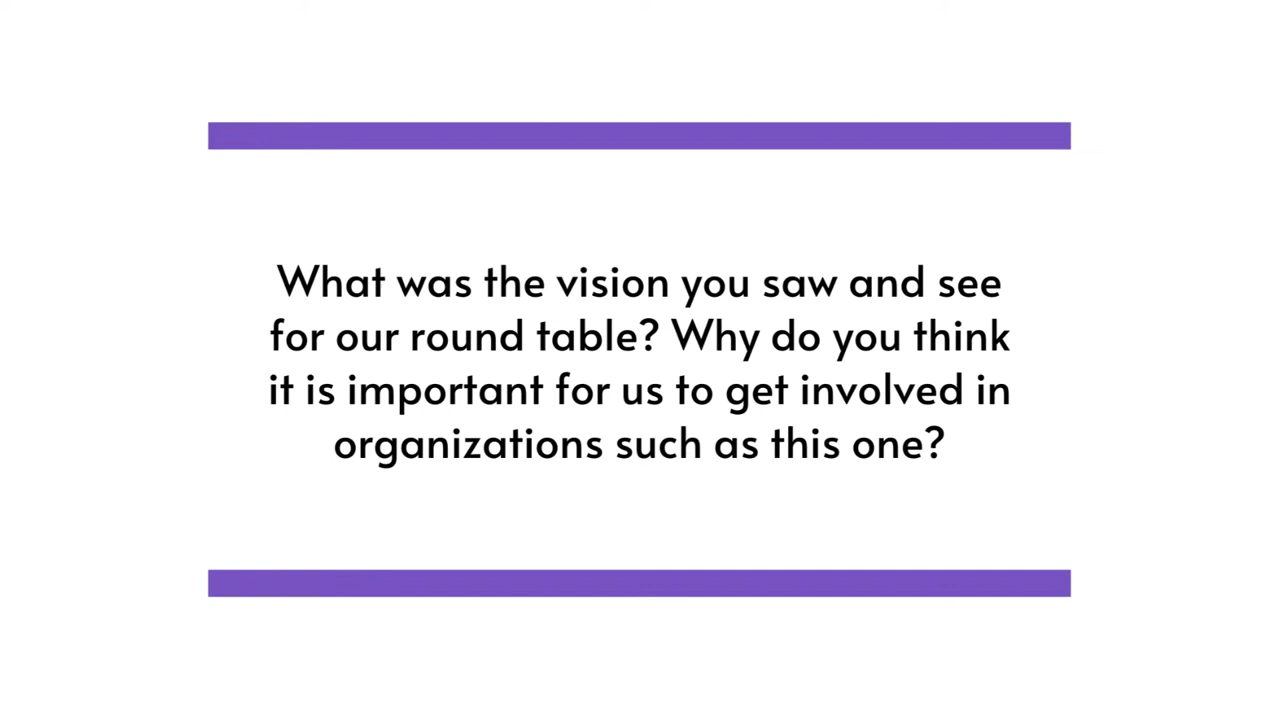 What was the vision you saw and see
for our round table? Why do you think
it is important for us to get involved in
organizations such as this one?